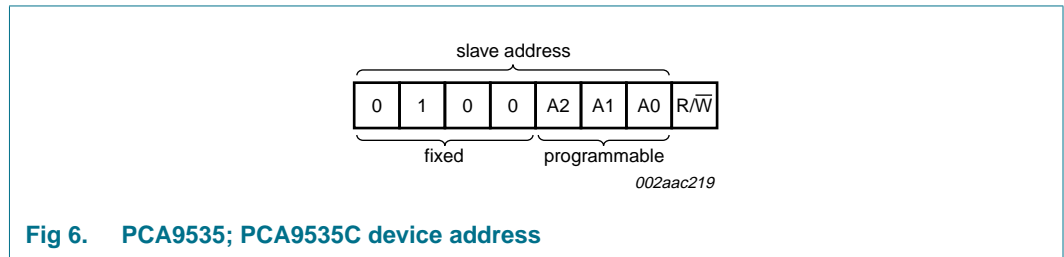 slave address
0 1 0 0 A2 A1 A0 R/W̅
fixed programmable
002aac219
Fig 6. PCA9535; PCA9535C device address